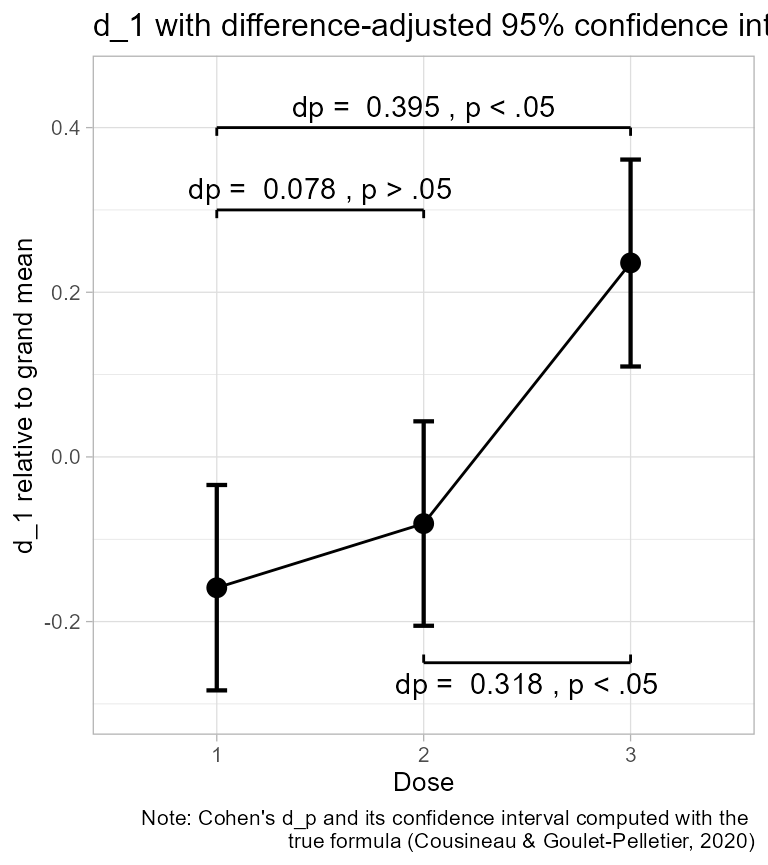 d_1 with difference-adjusted 95% confidence int
dp =  0.395 , p < .05
0.4
dp =  0.078 , p > .05
0.2
d_1 relative to grand mean
0.0
-0.2
dp =  0.318 , p < .05
1 2 3
Dose
Note: Cohen's d_p and its confidence interval computed with the
true formula (Cousineau & Goulet-Pelletier, 2020)